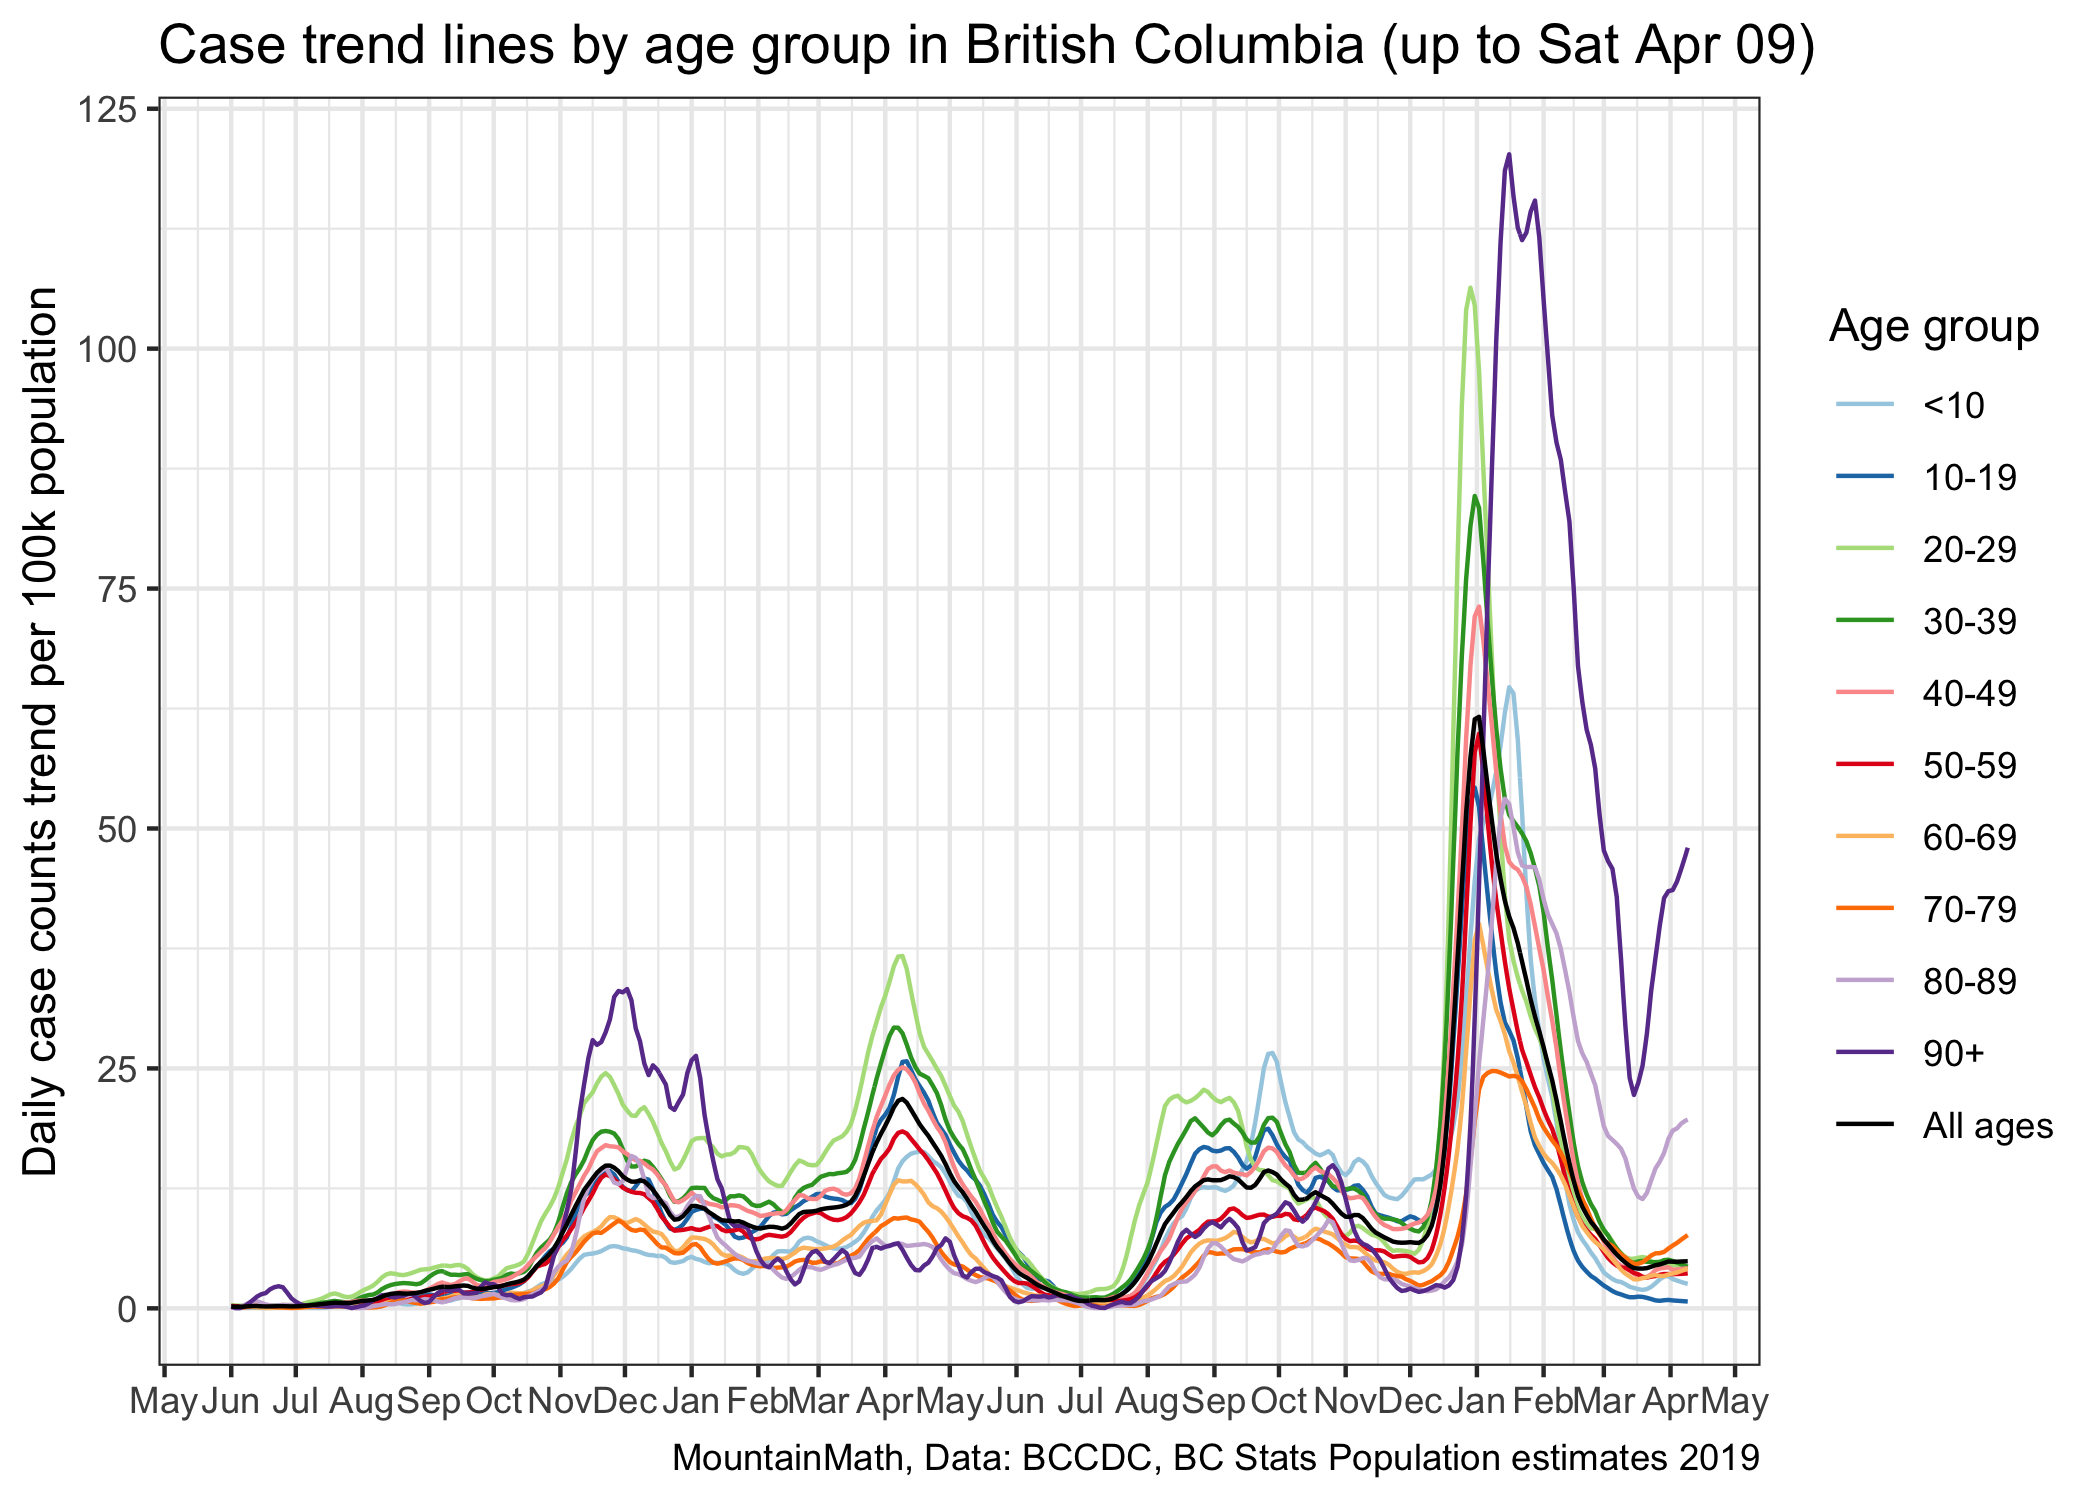 Case trend lines by age group in British Columbia (up to Sat Apr 09)
Daily case counts trend per 100k population
125
100
75
50
25
0
May Jun Jul Aug Sep Oct Nov Dec Jan Feb Mar Apr May Jun Jul Aug Sep Oct Nov Dec Jan Feb Mar Apr May
Age group
<10
10-19
20-29
30-39
40-49
50-59
60-69
70-79
80-89
90+
All ages
MountainMath, Data: BCCDC, BC Stats Population estimates 2019